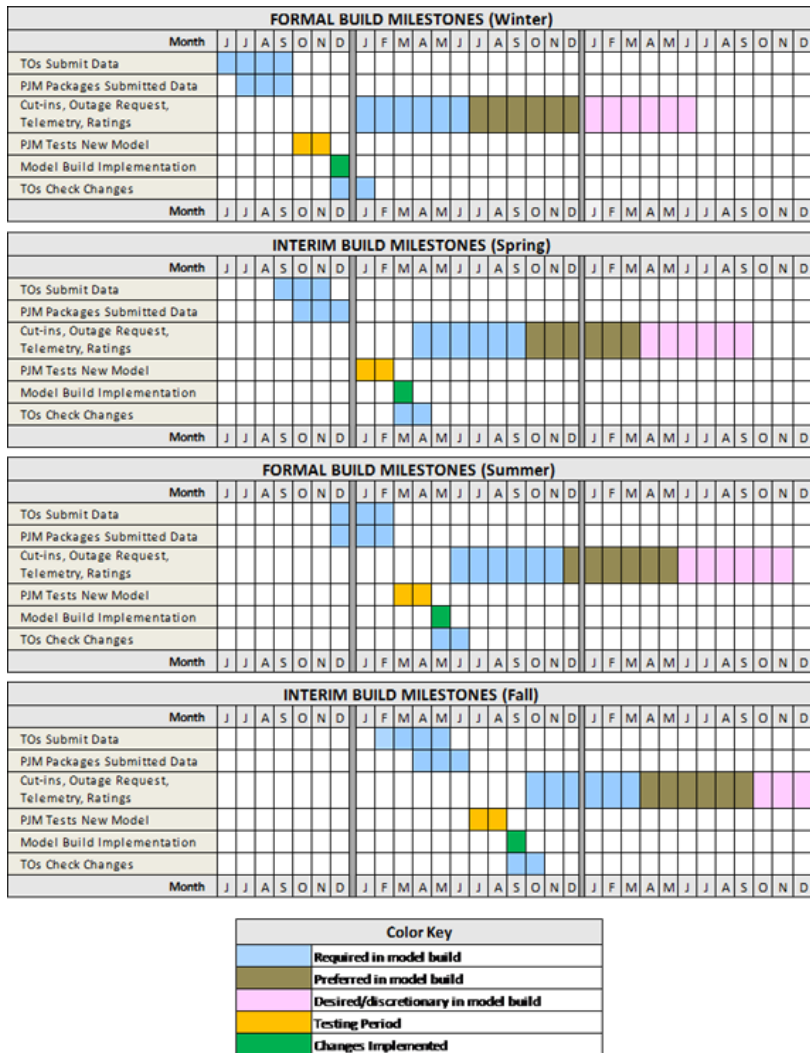 FORMAL BUILD MILESTONES (Winter)
Month J J A S O N D J F M A M J J A S O N D J F M A M J J A S O N D
TOs Submit Data
PJM Packages Submitted Data
Cut-ins, Outage Request,
Telemetry, Ratings
PJM Tests New Model
Model Build Implementation
TOs Check Changes
Month J J A S O N D J F M A M J J A S O N D J F M A M J J A S O N D
INTERIM BUILD MILESTONES (Spring)
Month J J A S O N D J F M A M J J A S O N D J F M A M J J A S O N D
TOs Submit Data
PJM Packages Submitted Data
Cut-ins, Outage Request,
Telemetry, Ratings
PJM Tests New Model
Model Build Implementation
TOs Check Changes
Month J J A S O N D J F M A M J J A S O N D J F M A M J J A S O N D
FORMAL BUILD MILESTONES (Summer)
Month J J A S O N D J F M A M J J A S O N D J F M A M J J A S O N D
TOs Submit Data
PJM Packages Submitted Data
Cut-ins, Outage Request,
Telemetry, Ratings
PJM Tests New Model
Model Build Implementation
TOs Check Changes
Month J J A S O N D J F M A M J J A S O N D J F M A M J J A S O N D
INTERIM BUILD MILESTONES (Fall)
Month J J A S O N D J F M A M J J A S O N D J F M A M J J A S O N D
TOs Submit Data
PJM Packages Submitted Data
Cut-ins, Outage Request,
Telemetry, Ratings
PJM Tests New Model
Model Build Implementation
TOs Check Changes
Month J J A S O N D J F M A M J J A S O N D J F M A M J J A S O N D
Color Key
Required in model build
Preferred in model build
Desired/discretionary in model build
Testing Period
Changes Implemented